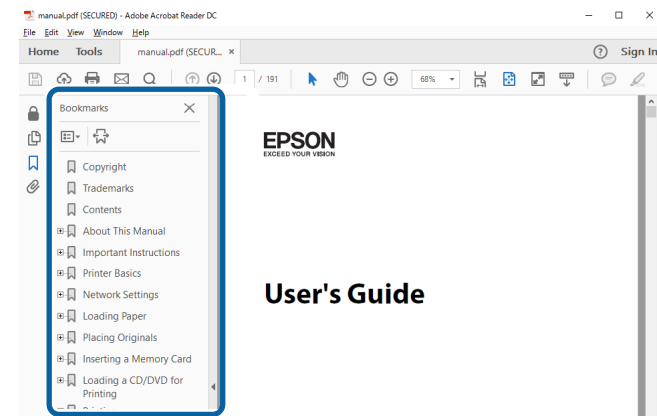 manual.pdf (SECURED) - Adobe Acrobat Reader DC
File Edit View Window Help
Home Tools manual.pdf (SECUR... ×
? Sign In
1 / 191 68%
Bookmarks
EPSON
EXCEED YOUR VISION
Copyright
Trademarks
Contents
About This Manual
Important Instructions
Printer Basics
Network Settings
User's Guide
Loading Paper
Placing Originals
Inserting a Memory Card
Loading a CD/DVD for
Printing